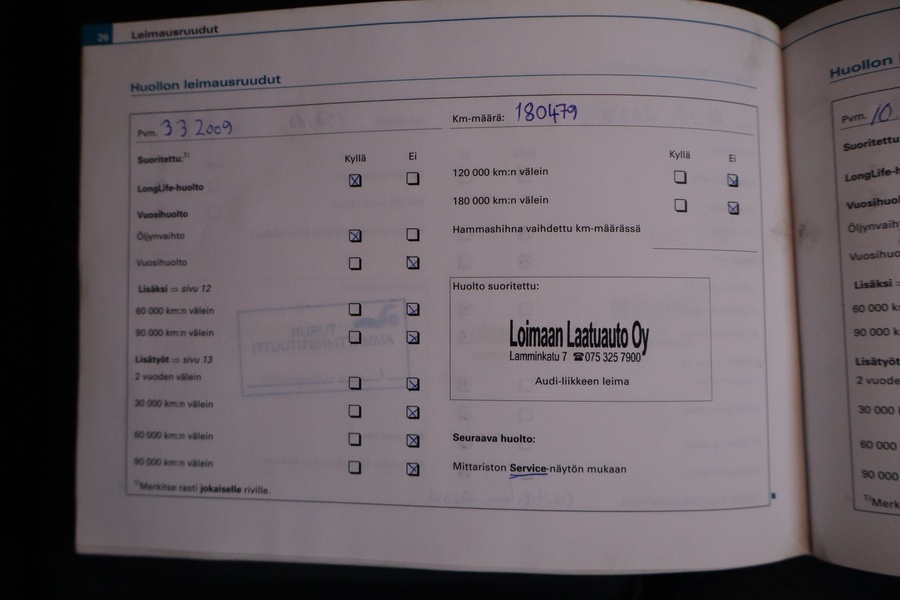 26 Leimausruudut
Huollon leimausruudut
Pvm. 3 3 2009
Suoritettu:1)
Kyllä Ei
LongLife-huolto
Vuosihuolto
Öljynvaihto
Vuosihuolto
Lisäksi ⇒ sivu 12
60 000 km:n välein
90 000 km:n välein
Lisätyöt ⇒ sivu 13
2 vuoden välein
30 000 km:n välein
60 000 km:n välein
90 000 km:n välein
1)Merkitse rasti jokaiselle riville.
Km-määrä: 180479
Kyllä Ei
120 000 km:n välein
180 000 km:n välein
Hammashihna vaihdettu km-määrässä
Huolto suoritettu:
Loimaan Laatuauto Oy
Lamminkatu 7 ☎075 325 7900
Audi-liikkeen leima
Seuraava huolto:
Mittariston Service-näytön mukaan
Huollon
Pvm. 10
Suoritettu
LongLife-h
Vuosihuol
Öljynvaiht
Vuosihuo
Lisäksi =
60 000 k
90 000 k
Lisätyöt
2 vuode
30 000
60 000
90 000
1)Merk